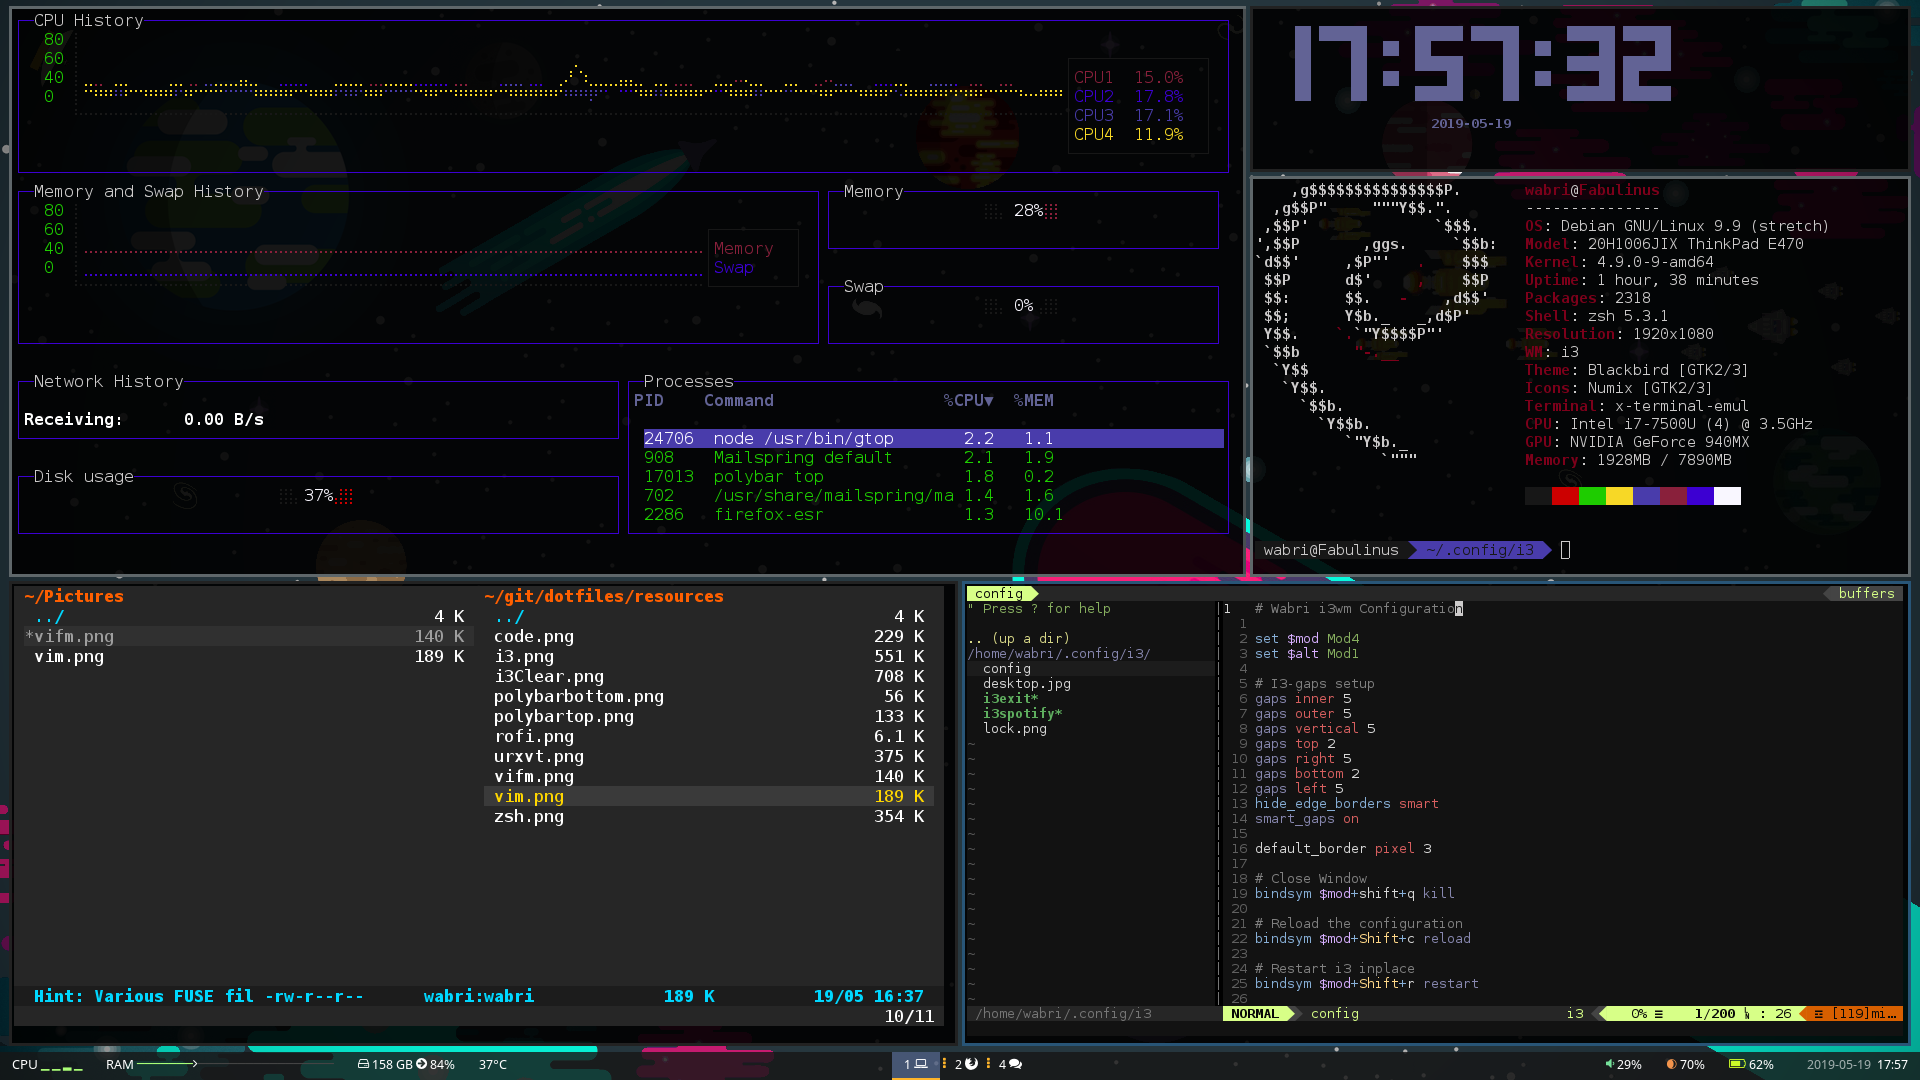 CPU History
80
60
40
0
CPU1 15.0%
CPU2 17.8%
CPU3 17.1%
CPU4 11.9%
Memory and Swap History
80
60
40
0
Memory
Swap
Memory
28%
Swap
0%
Network History
Receiving: 0.00 B/s
Disk usage
37%
Processes
PID Command %CPU▼ %MEM
24706 node /usr/bin/gtop 2.2 1.1
908 Mailspring default 2.1 1.9
17013 polybar top 1.8 0.2
702 /usr/share/mailspring/ma 1.4 1.6
2286 firefox-esr 1.3 10.1
17:57:32
2019-05-19
wabri@Fabulinus
---------------
OS: Debian GNU/Linux 9.9 (stretch)
Model: 20H1006JIX ThinkPad E470
Kernel: 4.9.0-9-amd64
Uptime: 1 hour, 38 minutes
Packages: 2318
Shell: zsh 5.3.1
Resolution: 1920x1080
WM: i3
Theme: Blackbird [GTK2/3]
Icons: Numix [GTK2/3]
Terminal: x-terminal-emul
CPU: Intel i7-7500U (4) @ 3.5GHz
GPU: NVIDIA GeForce 940MX
Memory: 1928MB / 7890MB
wabri@Fabulinus ~/.config/i3
~/Pictures
../ 4 K
*vifm.png 140 K
vim.png 189 K
~/git/dotfiles/resources
../ 4 K
code.png 229 K
i3.png 551 K
i3Clear.png 708 K
polybarbottom.png 56 K
polybartop.png 133 K
rofi.png 6.1 K
urxvt.png 375 K
vifm.png 140 K
vim.png 189 K
zsh.png 354 K
Hint: Various FUSE fil -rw-r--r-- wabri:wabri 189 K 19/05 16:37
10/11
config buffers
" Press ? for help
.. (up a dir)
/home/wabri/.config/i3/
config
desktop.jpg
i3exit*
i3spotify*
lock.png
/home/wabri/.config/i3
1 # Wabri i3wm Configuration
1
2 set $mod Mod4
3 set $alt Mod1
4
5 # I3-gaps setup
6 gaps inner 5
7 gaps outer 5
8 gaps vertical 5
9 gaps top 2
10 gaps right 5
11 gaps bottom 2
12 gaps left 5
13 hide_edge_borders smart
14 smart_gaps on
15
16 default_border pixel 3
17
18 # Close Window
19 bindsym $mod+shift+q kill
20
21 # Reload the configuration
22 bindsym $mod+Shift+c reload
23
24 # Restart i3 inplace
25 bindsym $mod+Shift+r restart
26
NORMAL config i3 0% ≡ 1/200 : 26 [119]mi…
CPU RAM 158 GB 84% 37°C 1 2 4 29% 70% 62% 2019-05-19 17:57